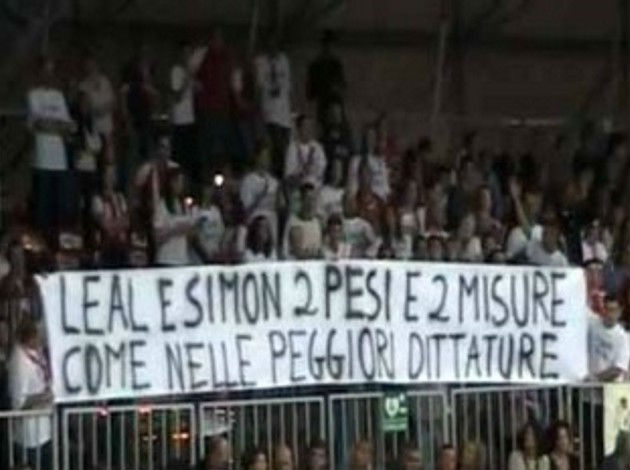 LEAL E SIMON 2 PESI E 2 MISURE
COME NELLE PEGGIORI DITTATURE